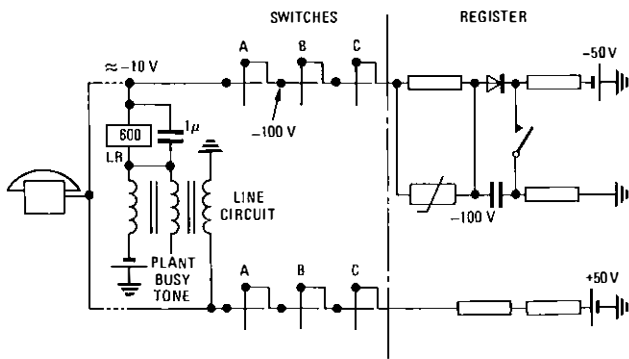 SWITCHES
REGISTER
A
B
C
≈ -10 V
-50V
-100 V
600
1μ
LR
LINE
CIRCUIT
-100 V
PLANT
BUSY
TONE
A
B
C
+50V